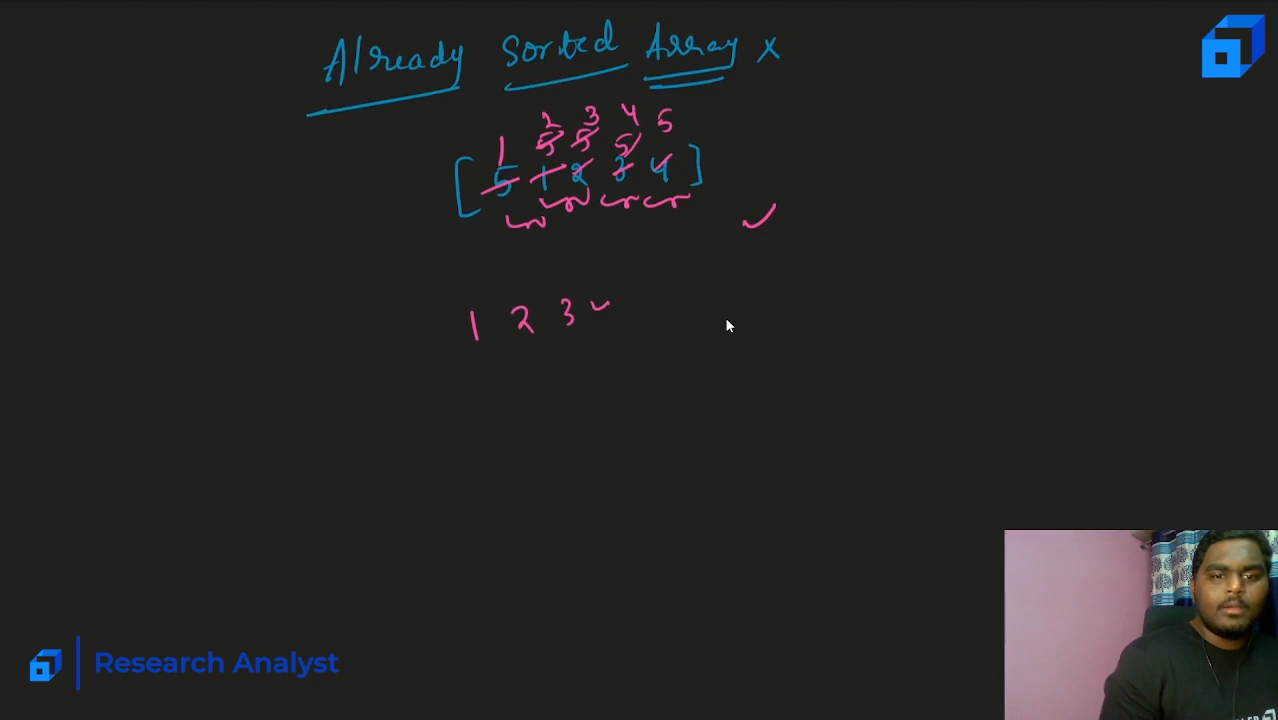 Already Sorted Array x
2 3 4 5
1 5 5 5
[ 5 1 2 3 4 ]
1 2 3
Research Analyst